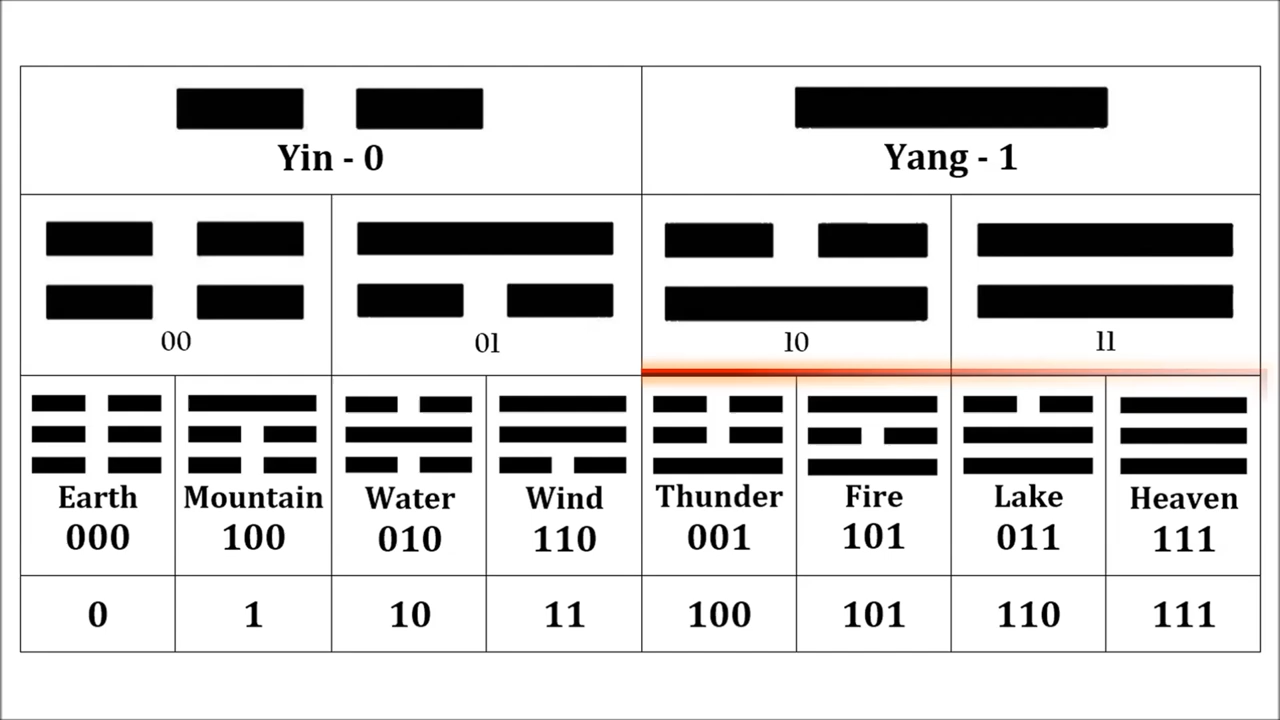 Yin - 0
Yang - 1
00
01
10
11
Earth
000
Mountain
100
Water
010
Wind
110
Thunder
001
Fire
101
Lake
011
Heaven
111
0
1
10
11
100
101
110
111